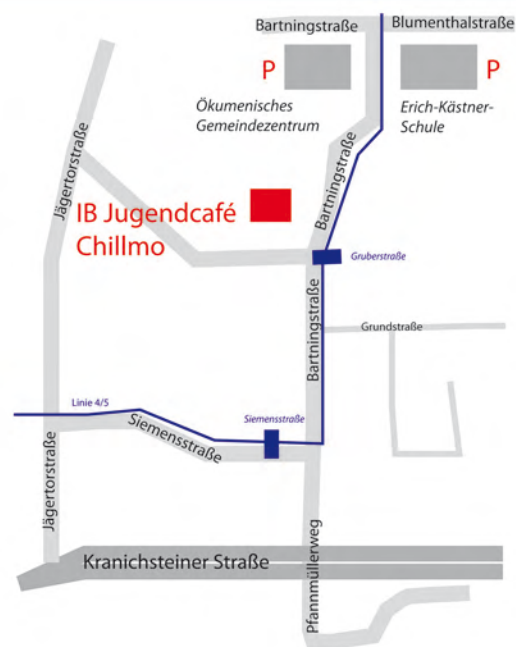 Bartningstraße
Blumenthalstraße
P
P
Ökumenisches
Gemeindezentrum
Erich-Kästner-
Schule
Jägertorstraße
Bartningstraße
IB Jugendcafé
Chillmo
Gruberstraße
Bartningstraße
Grundstraße
Linie 4/5
Siemensstraße
Siemensstraße
Jägertorstraße
Kranichsteiner Straße
Pfannmüllerweg